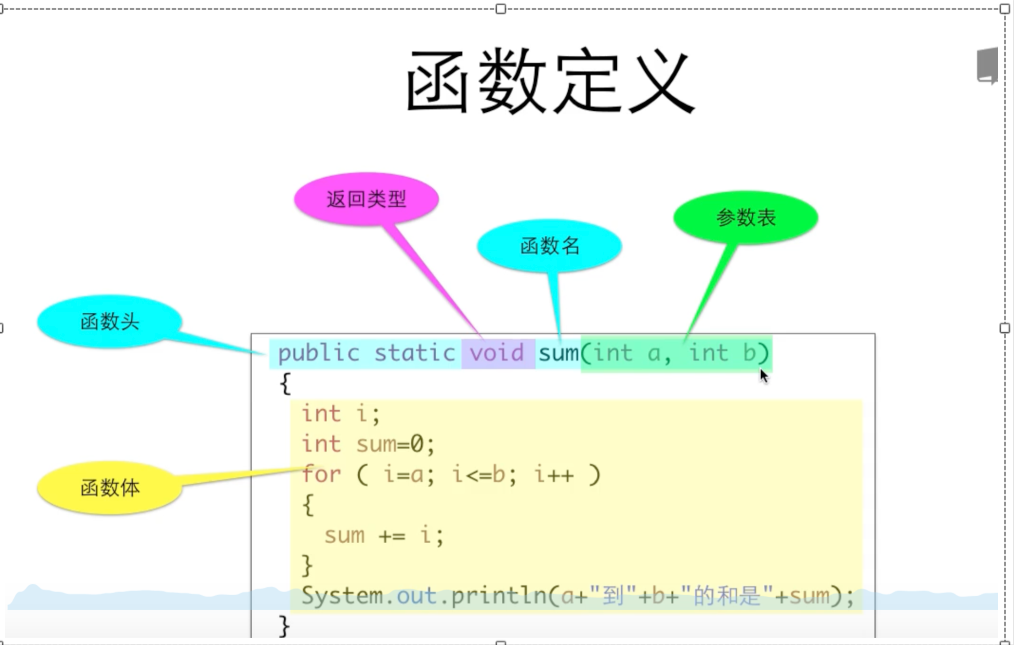 函数定义
返回类型
函数名
参数表
函数头
public static void sum(int a, int b)
{
int i;
int sum=0;
for ( i=a; i<=b; i++ )
函数体
{
sum += i;
}
System.out.println(a+"到"+b+"的和是"+sum);
}